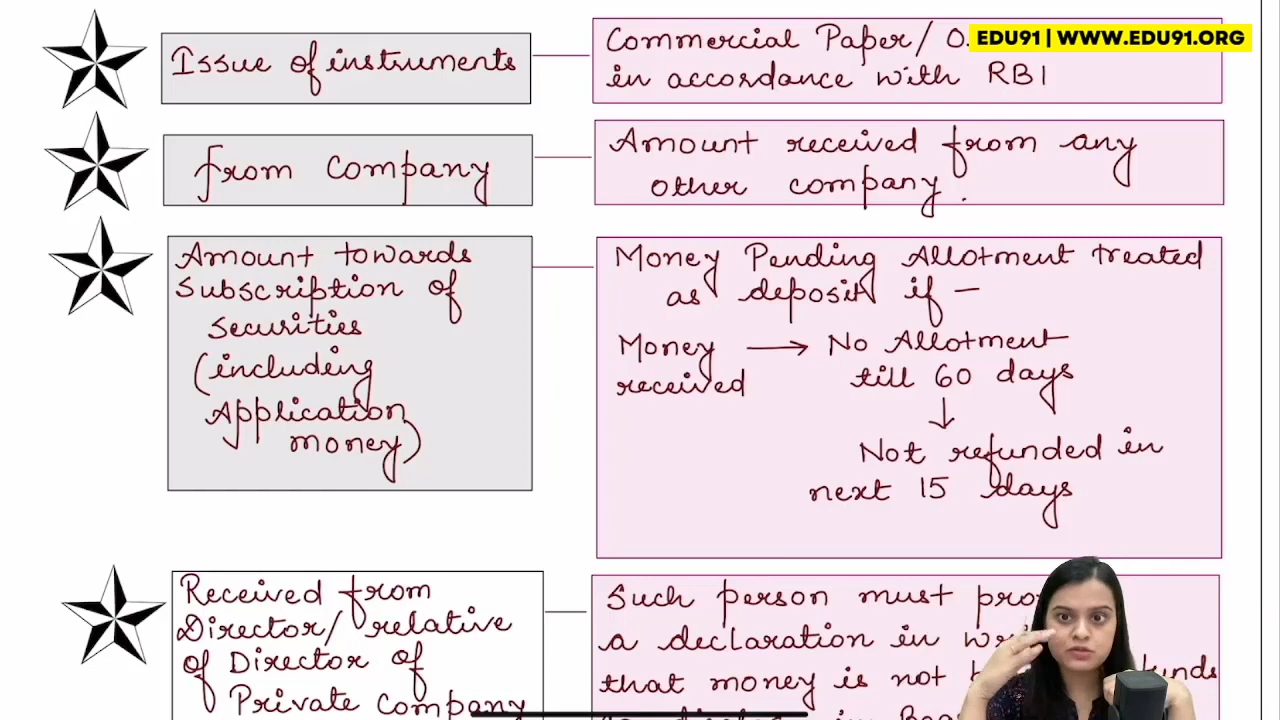 EDU91 | WWW.EDU91.ORG
Issue of instruments
Commercial Paper/
in accordance with RBI
From Company
Amount received from any
other company.
Amount towards
Subscription of
Securities
(including
Application
money)
Money Pending Allotment treated
as deposit if –
Money → No Allotment
received till 60 days
↓
Not refunded in
next 15 days
Received from
Director/relative
of Director of
Private Company
Such person must
a declaration in
that money is not